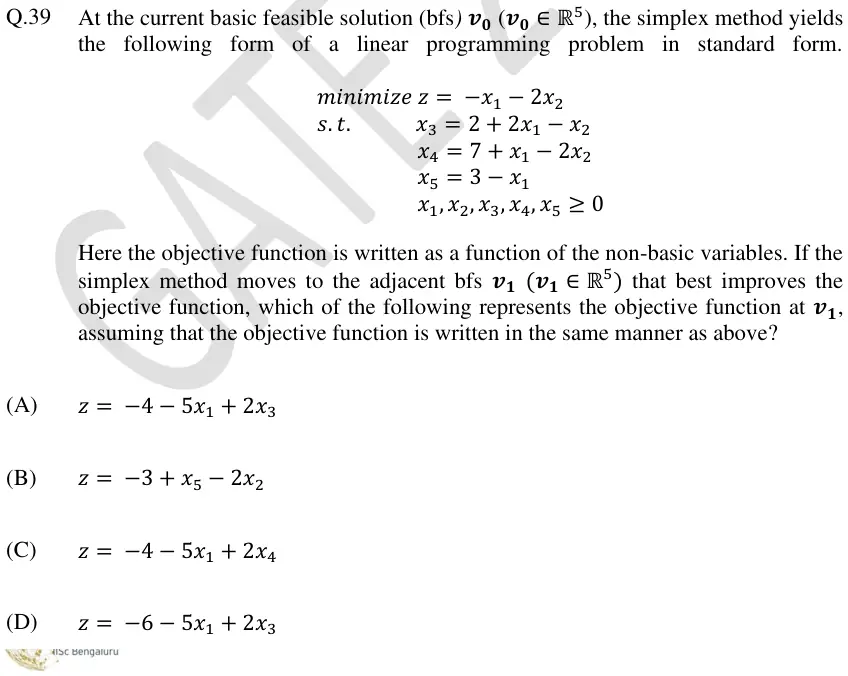 Q.39 At the current basic feasible solution (bfs) v₀ (v₀ ∈ ℝ⁵), the simplex method yields
the following form of a linear programming problem in standard form.
minimize z = −x₁ − 2x₂
s.t. x₃ = 2 + 2x₁ − x₂
x₄ = 7 + x₁ − 2x₂
x₅ = 3 − x₁
x₁, x₂, x₃, x₄, x₅ ≥ 0
Here the objective function is written as a function of the non-basic variables. If the
simplex method moves to the adjacent bfs v₁ (v₁ ∈ ℝ⁵) that best improves the
objective function, which of the following represents the objective function at v₁,
assuming that the objective function is written in the same manner as above?
(A) z = −4 − 5x₁ + 2x₃
(B) z = −3 + x₅ − 2x₂
(C) z = −4 − 5x₁ + 2x₄
(D) z = −6 − 5x₁ + 2x₃
IISc Bengaluru
GATE 2